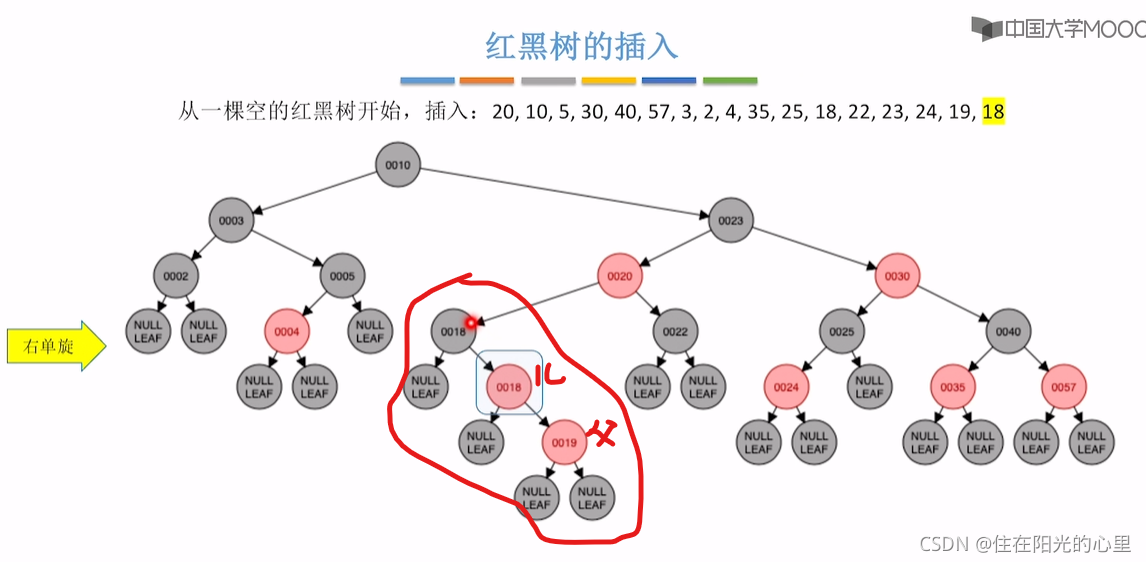 中国大学MOOC
红黑树的插入
从一棵空的红黑树开始，插入：20, 10, 5, 30, 40, 57, 3, 2, 4, 35, 25, 18, 22, 23, 24, 19, 18
0010
0003
0023
0002
0005
0020
0030
NULL LEAF
NULL LEAF
0004
NULL LEAF
0018
0022
0025
0040
右单旋
NULL LEAF
NULL LEAF
NULL LEAF
0018
儿
NULL LEAF
NULL LEAF
0024
NULL LEAF
0035
0057
NULL LEAF
0019
父
NULL LEAF
NULL LEAF
NULL LEAF
NULL LEAF
NULL LEAF
NULL LEAF
NULL LEAF
NULL LEAF
CSDN @住在阳光的心里